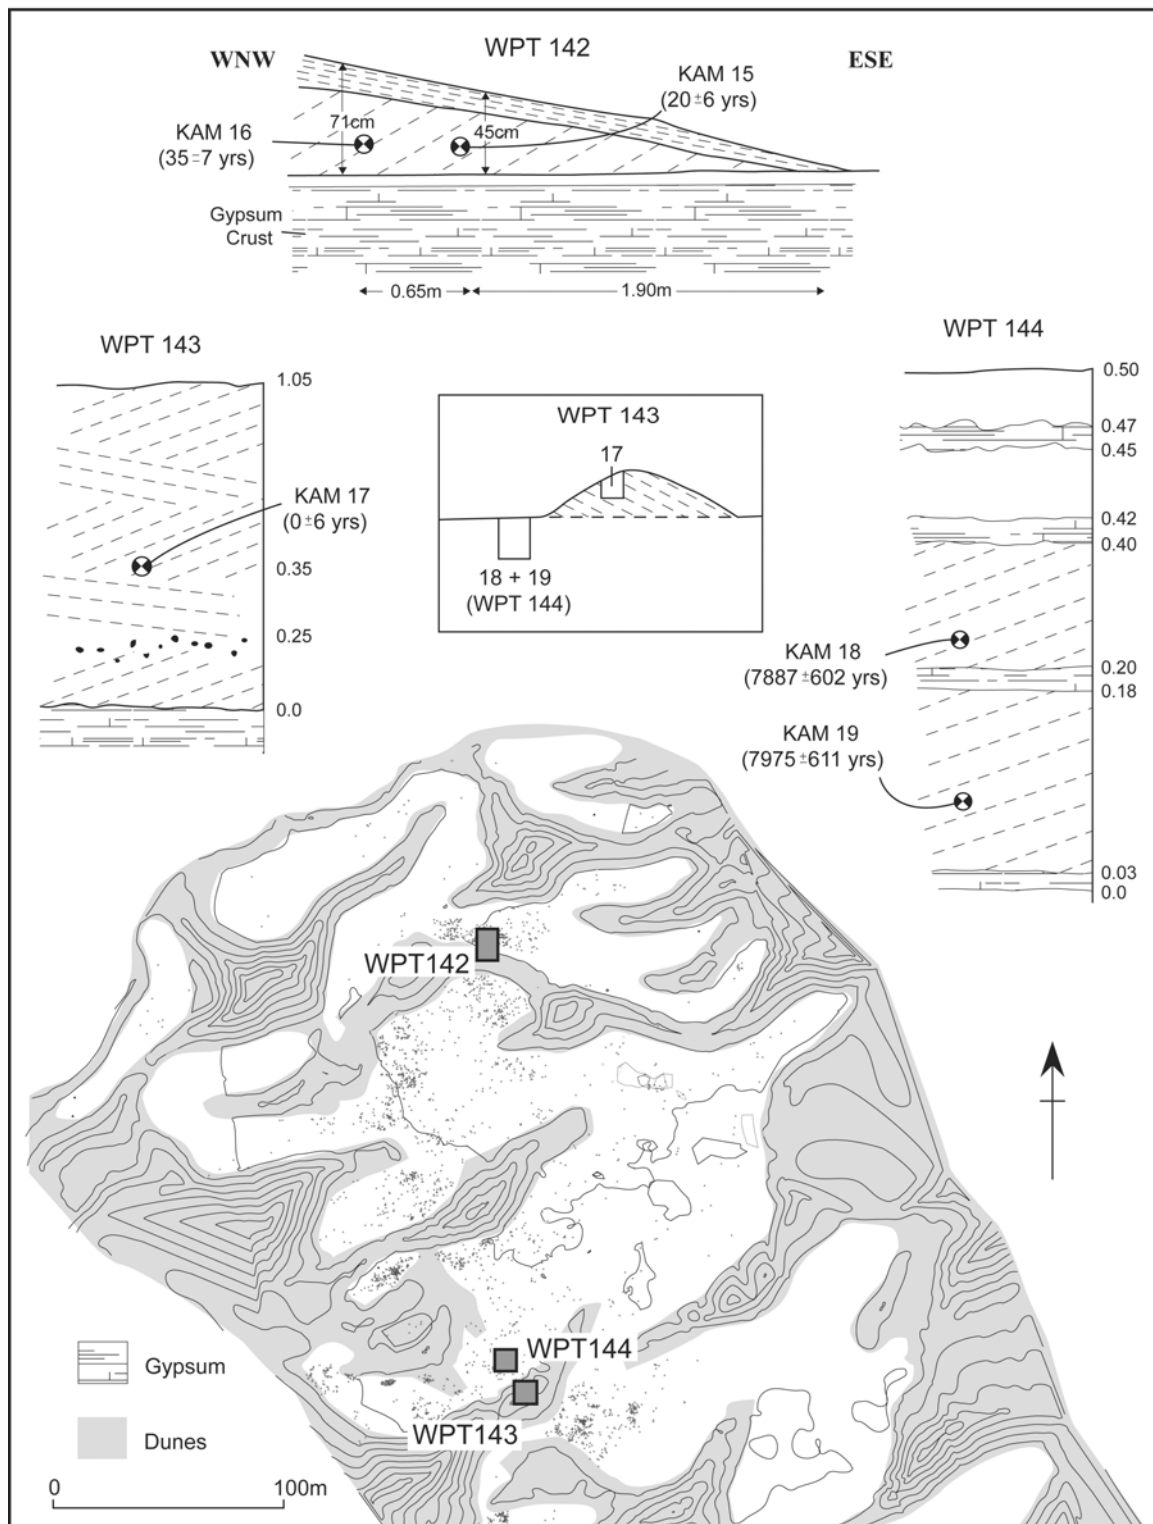 WPT 142
WNW
ESE
KAM 15
(20±6 yrs)
KAM 16
(35±7 yrs)
71cm
45cm
Gypsum
Crust
0.65m
1.90m
WPT 143
1.05
KAM 17
(0±6 yrs)
0.35
0.25
0.0
WPT 143
17
18 + 19
(WPT 144)
WPT 144
0.50
0.47
0.45
0.42
0.40
KAM 18
(7887±602 yrs)
0.20
0.18
KAM 19
(7975±611 yrs)
0.03
0.0
WPT142
WPT144
WPT143
Gypsum
Dunes
0
100m